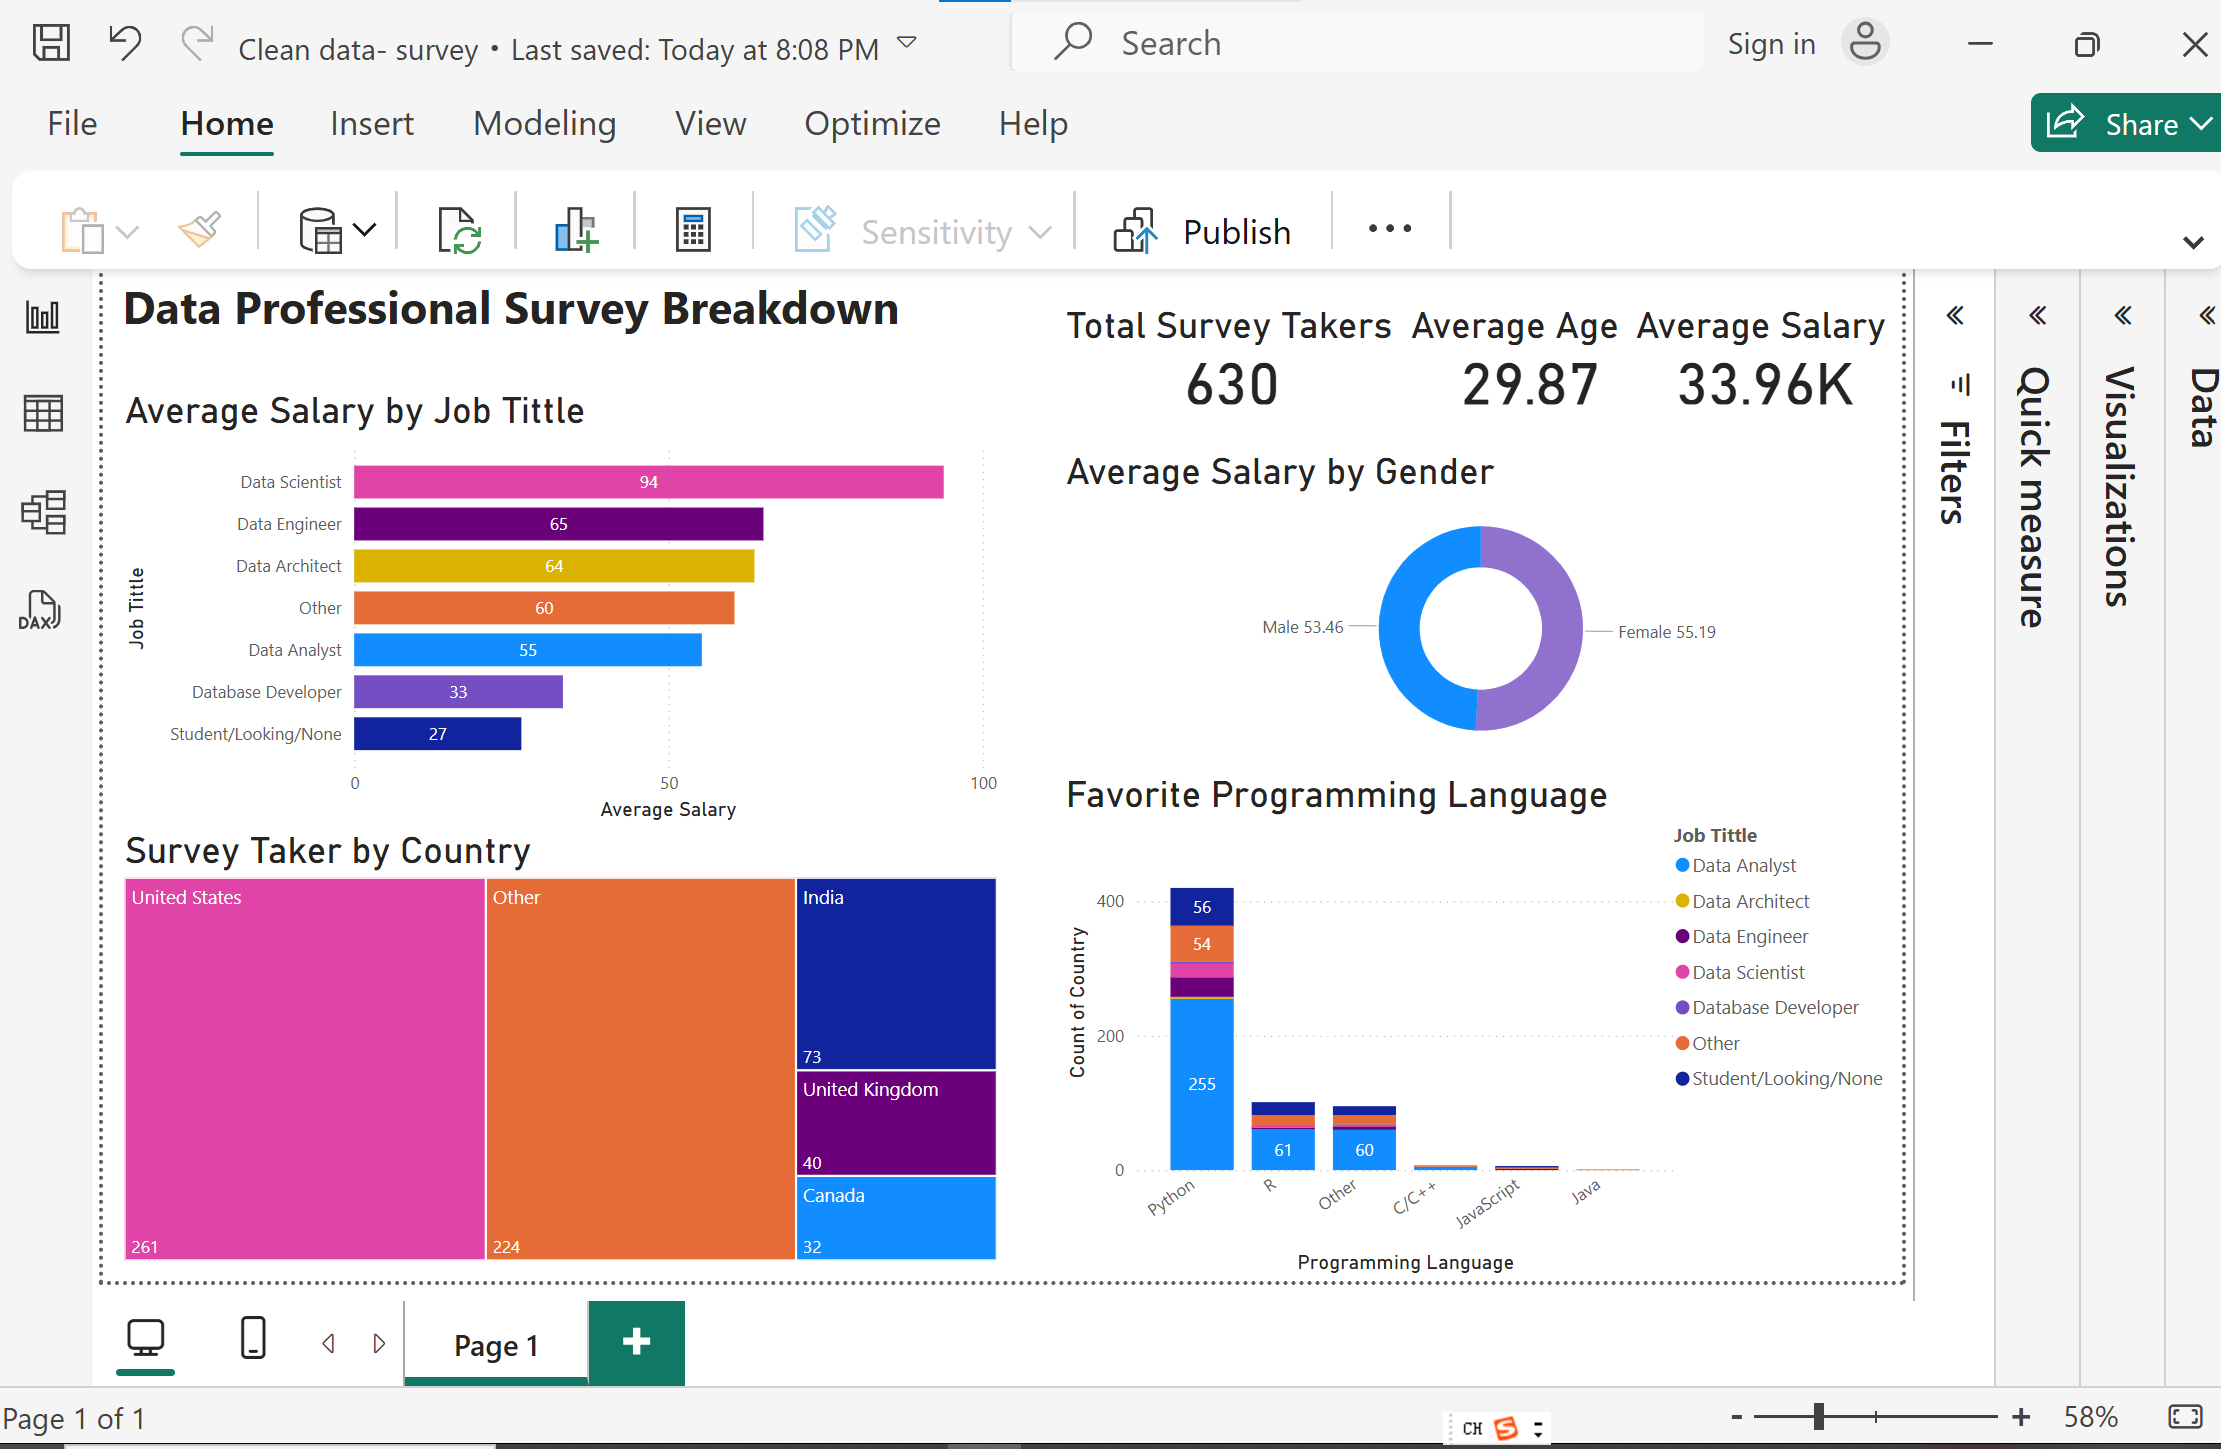 Clean data- survey • Last saved: Today at 8:08 PM
Search
Sign in
File
Home
Insert
Modeling
View
Optimize
Help
Share
Sensitivity
Publish
Data Professional Survey Breakdown
Total Survey Takers
630
Average Age
29.87
Average Salary
33.96K
Average Salary by Job Tittle
Job Tittle
Data Scientist
94
Data Engineer
65
Data Architect
64
Other
60
Data Analyst
55
Database Developer
33
Student/Looking/None
27
0
50
100
Average Salary
Average Salary by Gender
Male 53.46
Female 55.19
Survey Taker by Country
United States
261
Other
224
India
73
United Kingdom
40
Canada
32
Favorite Programming Language
Count of Country
400
200
0
56
54
255
61
60
Python
R
Other
C/C++
JavaScript
Java
Programming Language
Job Tittle
Data Analyst
Data Architect
Data Engineer
Data Scientist
Database Developer
Other
Student/Looking/None
Filters
Quick measure
Visualizations
Data
DAX
Page 1
Page 1 of 1
CH
S
- 
+
58%